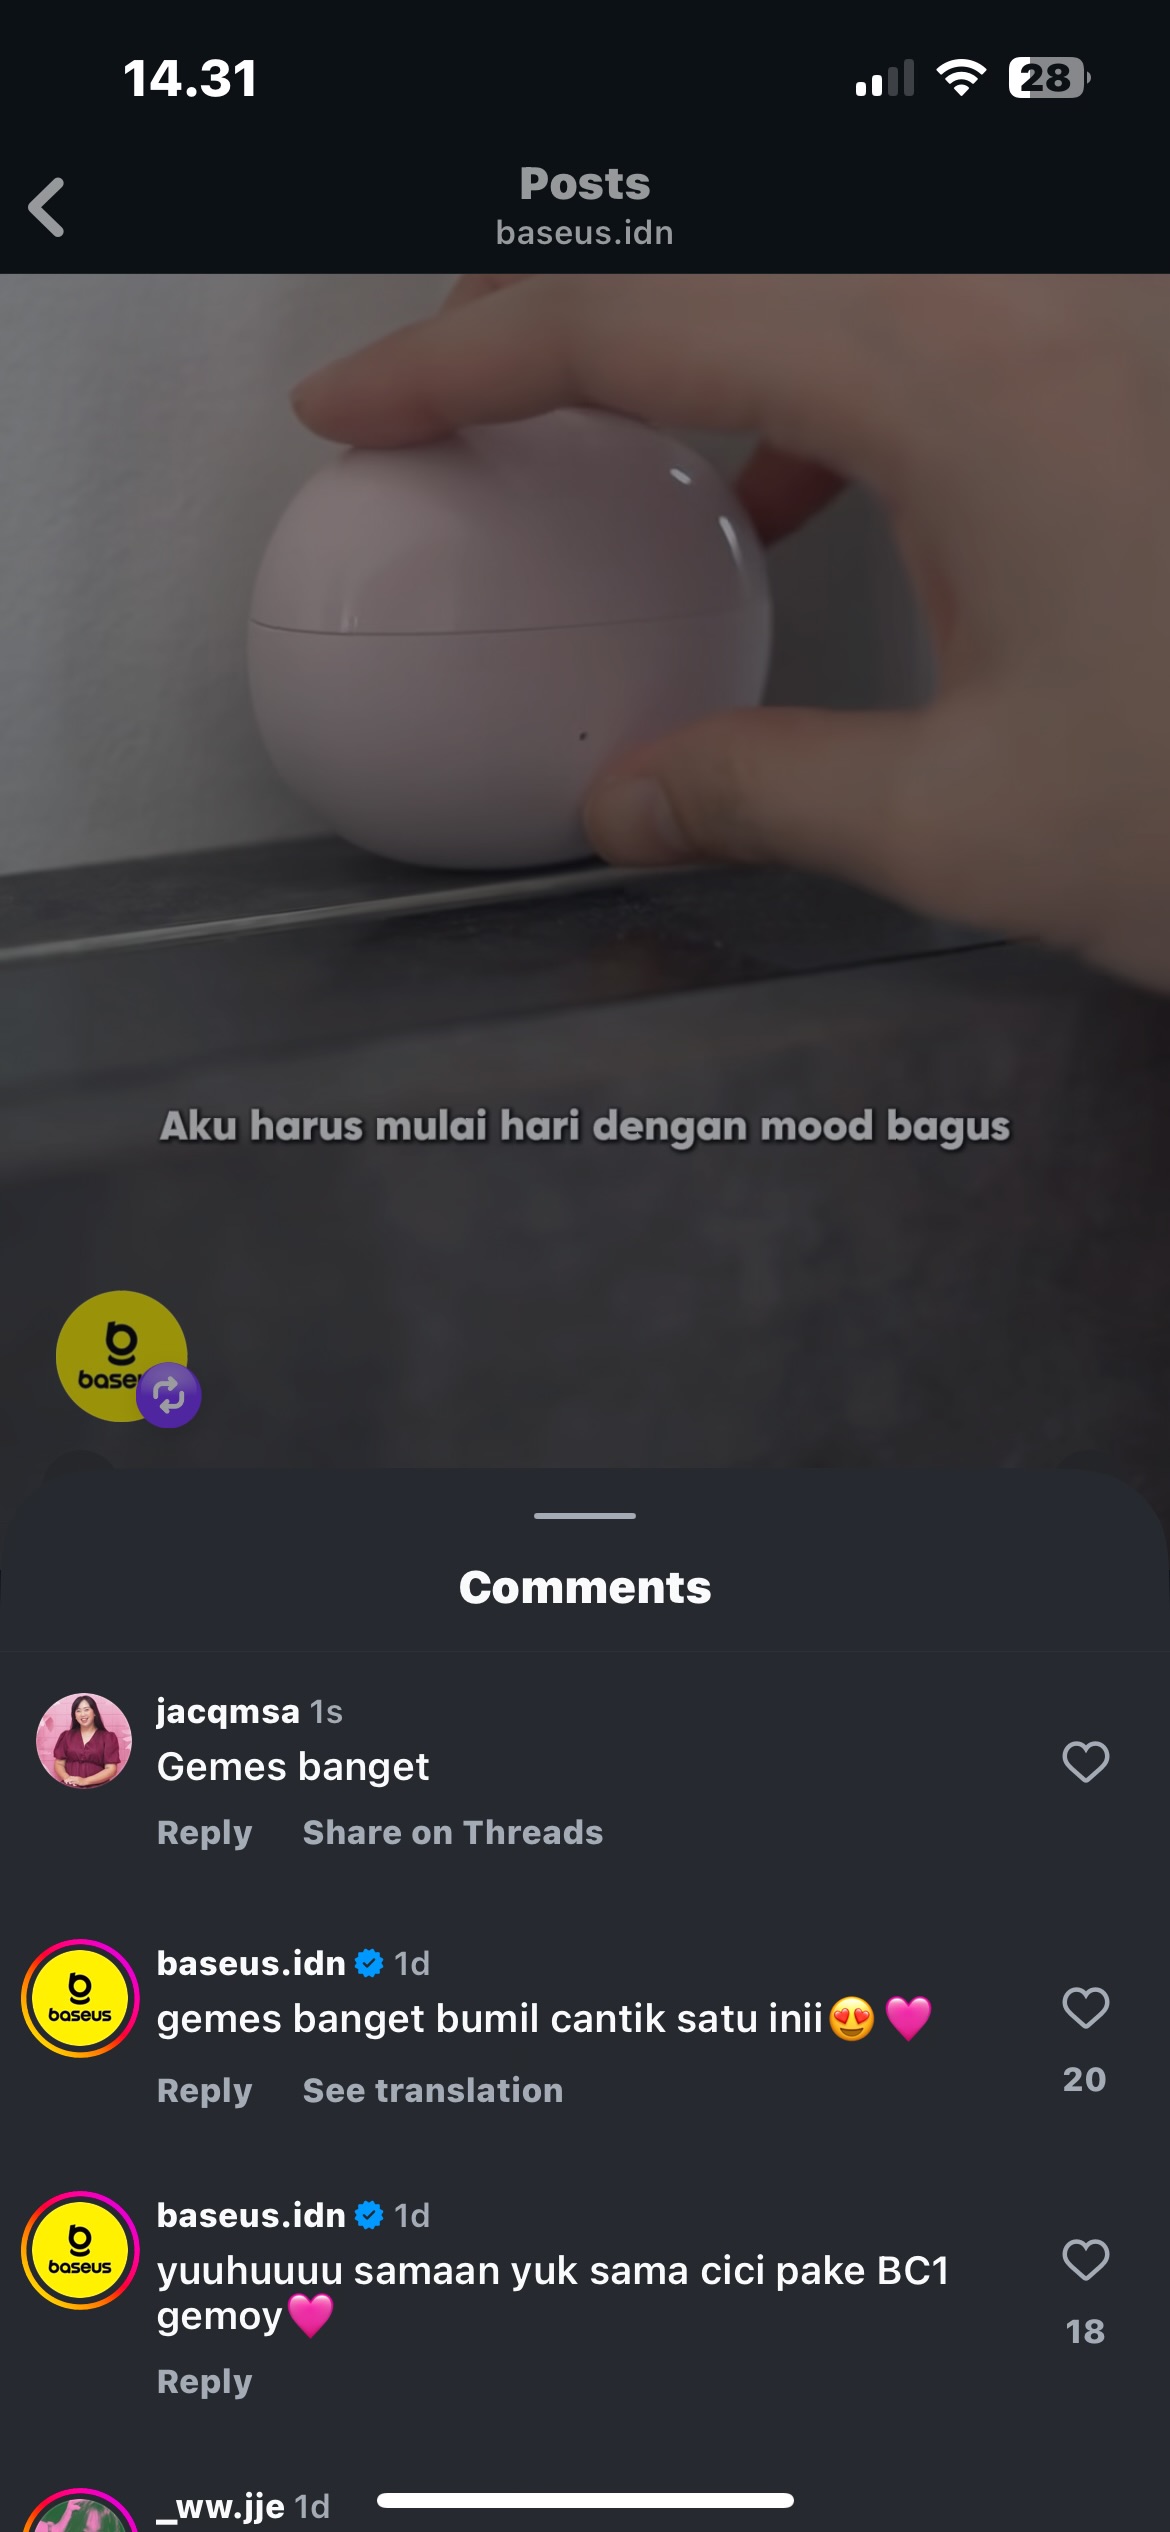 14.31
28
Posts
baseus.idn
Aku harus mulai hari dengan mood bagus
Comments
jacqmsa 1s
Gemes banget
Reply Share on Threads
baseus
baseus.idn 1d
gemes banget bumil cantik satu inii😍🩷
20
Reply See translation
baseus
baseus.idn 1d
yuuhuuuu samaan yuk sama cici pake BC1
gemoy🩷
18
Reply
_ww.jje 1d